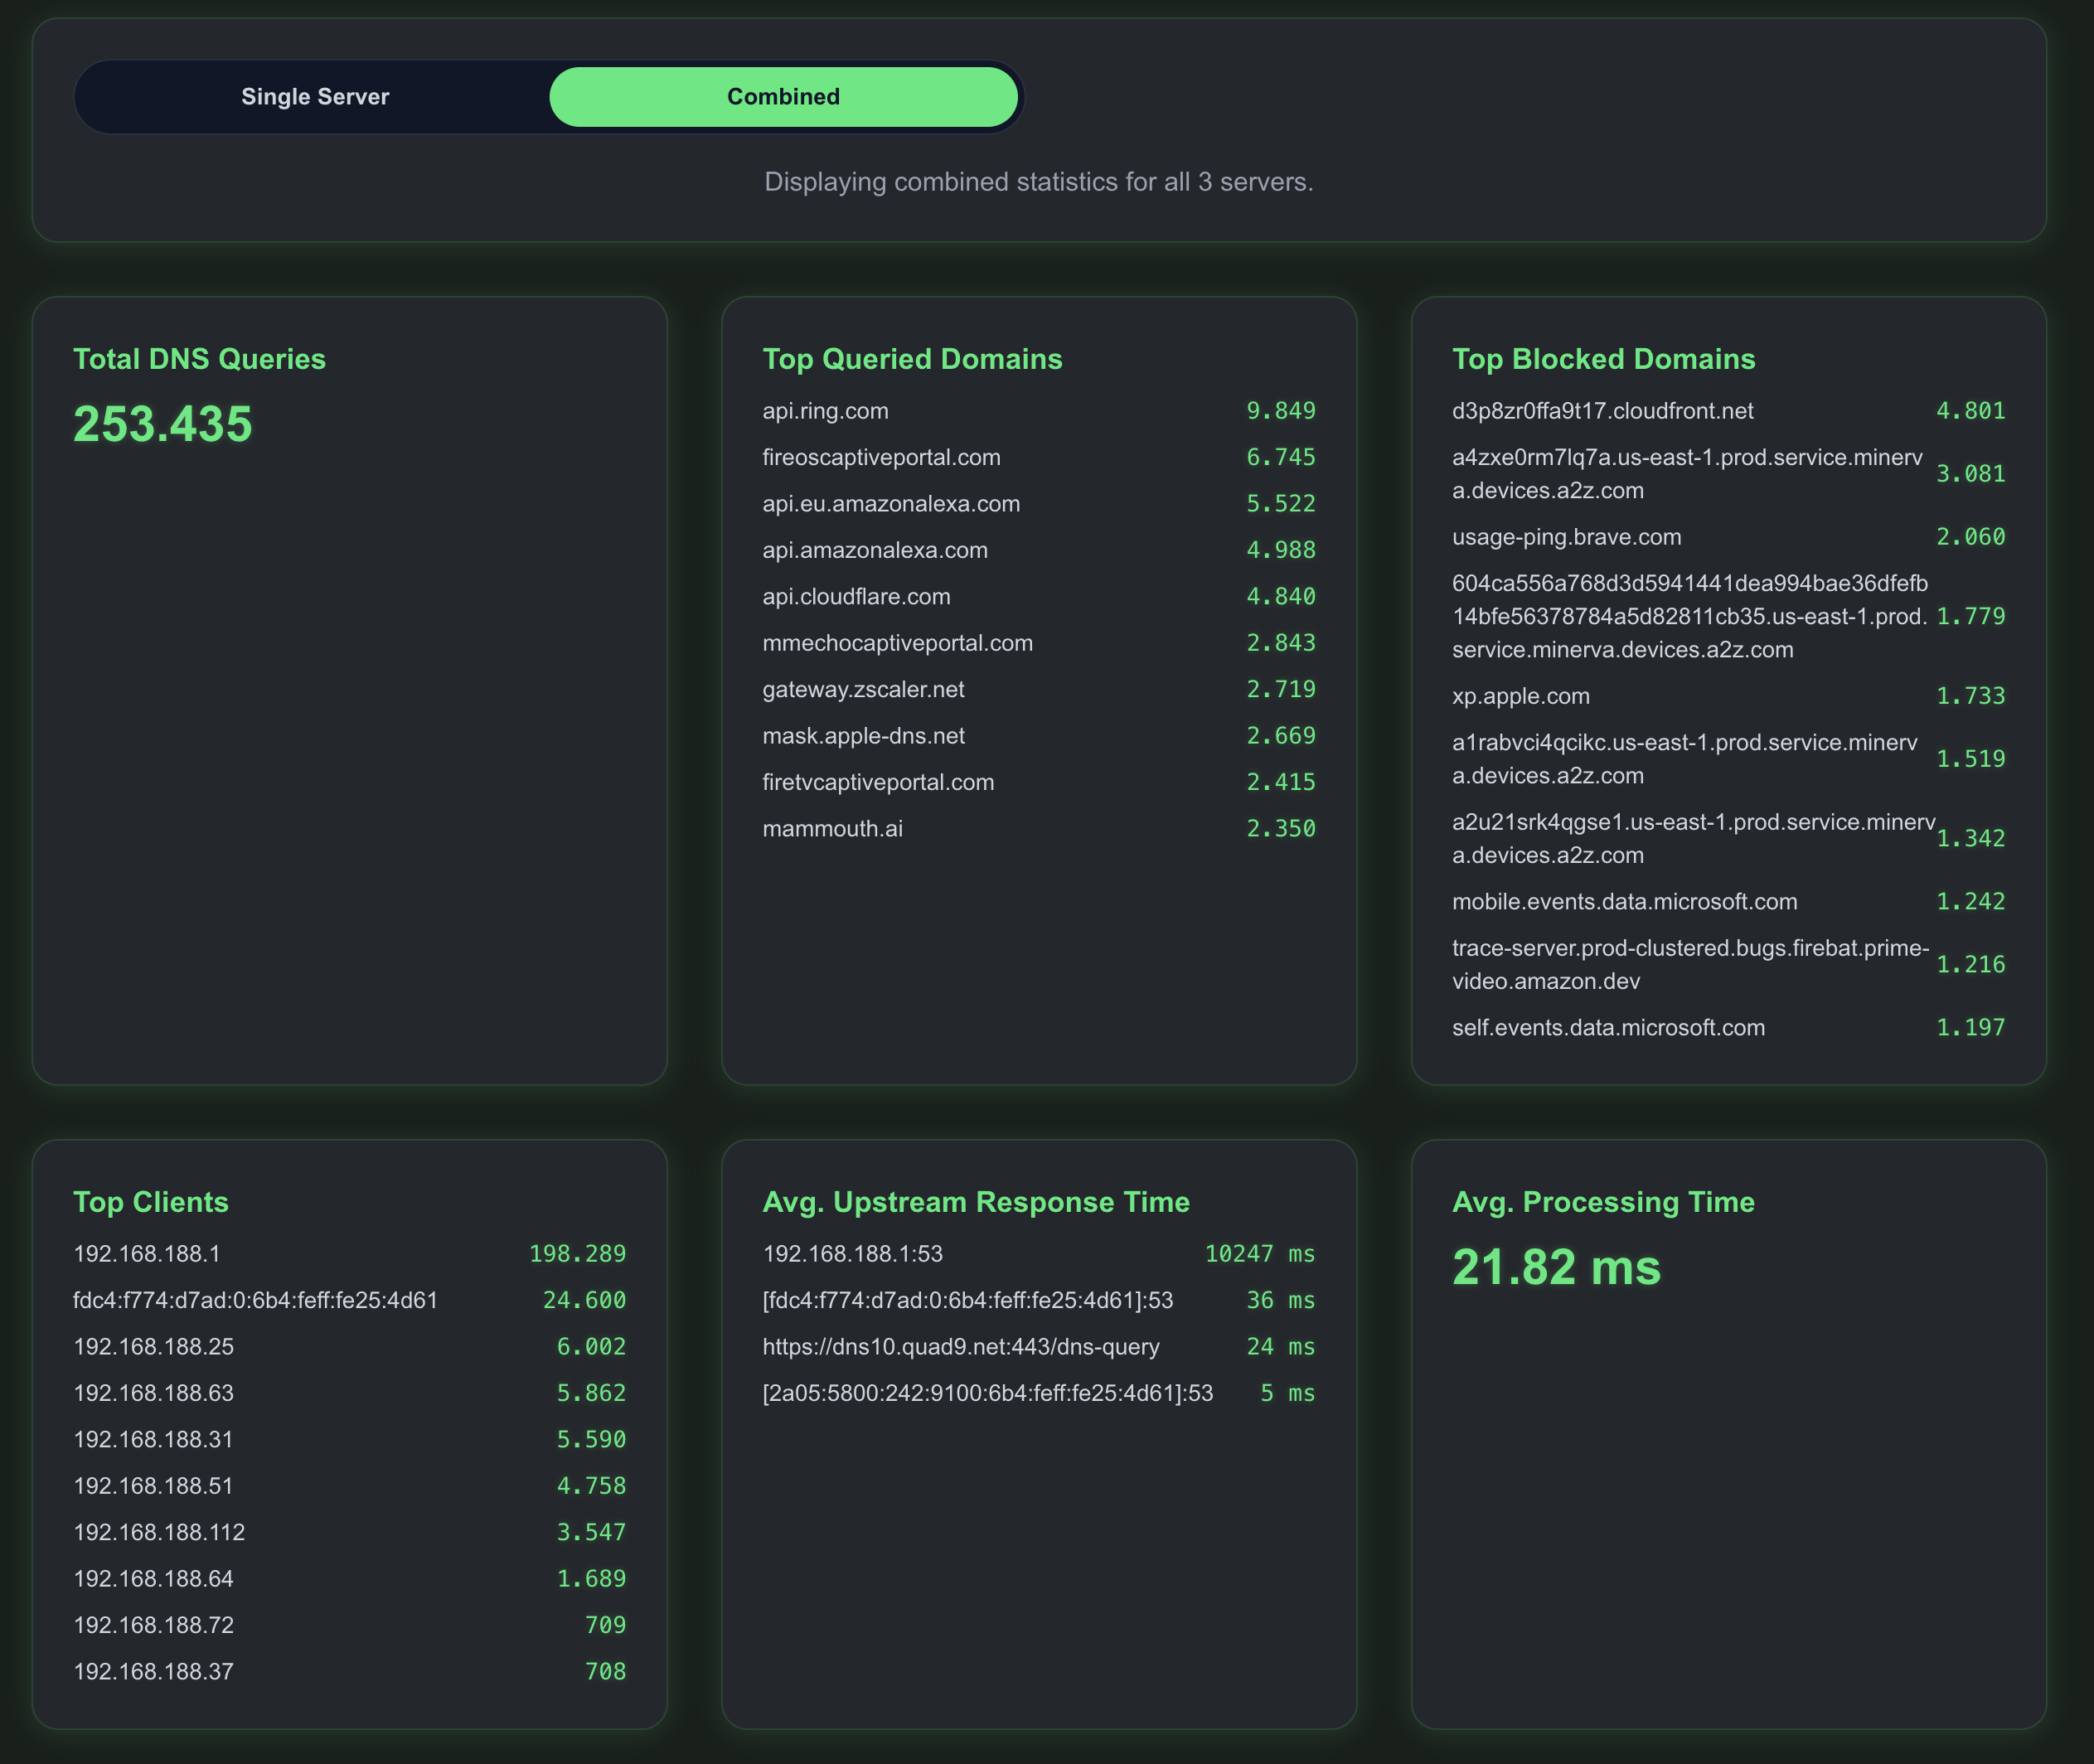 Single Server
Combined
Displaying combined statistics for all 3 servers.
Total DNS Queries
253.435
Top Queried Domains
api.ring.com 9.849
fireoscaptiveportal.com 6.745
api.eu.amazonalexa.com 5.522
api.amazonalexa.com 4.988
api.cloudflare.com 4.840
mmechocaptiveportal.com 2.843
gateway.zscaler.net 2.719
mask.apple-dns.net 2.669
firetvcaptiveportal.com 2.415
mammouth.ai 2.350
Top Blocked Domains
d3p8zr0ffa9t17.cloudfront.net 4.801
a4zxe0rm7lq7a.us-east-1.prod.service.minerv
a.devices.a2z.com 3.081
usage-ping.brave.com 2.060
604ca556a768d3d5941441dea994bae36dfefb
14bfe56378784a5d82811cb35.us-east-1.prod. 1.779
service.minerva.devices.a2z.com
xp.apple.com 1.733
a1rabvci4qcikc.us-east-1.prod.service.minerv
a.devices.a2z.com 1.519
a2u21srk4qgse1.us-east-1.prod.service.minerv
a.devices.a2z.com 1.342
mobile.events.data.microsoft.com 1.242
trace-server.prod-clustered.bugs.firebat.prime-
video.amazon.dev 1.216
self.events.data.microsoft.com 1.197
Top Clients
192.168.188.1 198.289
fdc4:f774:d7ad:0:6b4:feff:fe25:4d61 24.600
192.168.188.25 6.002
192.168.188.63 5.862
192.168.188.31 5.590
192.168.188.51 4.758
192.168.188.112 3.547
192.168.188.64 1.689
192.168.188.72 709
192.168.188.37 708
Avg. Upstream Response Time
192.168.188.1:53 10247 ms
[fdc4:f774:d7ad:0:6b4:feff:fe25:4d61]:53 36 ms
https://dns10.quad9.net:443/dns-query 24 ms
[2a05:5800:242:9100:6b4:feff:fe25:4d61]:53 5 ms
Avg. Processing Time
21.82 ms